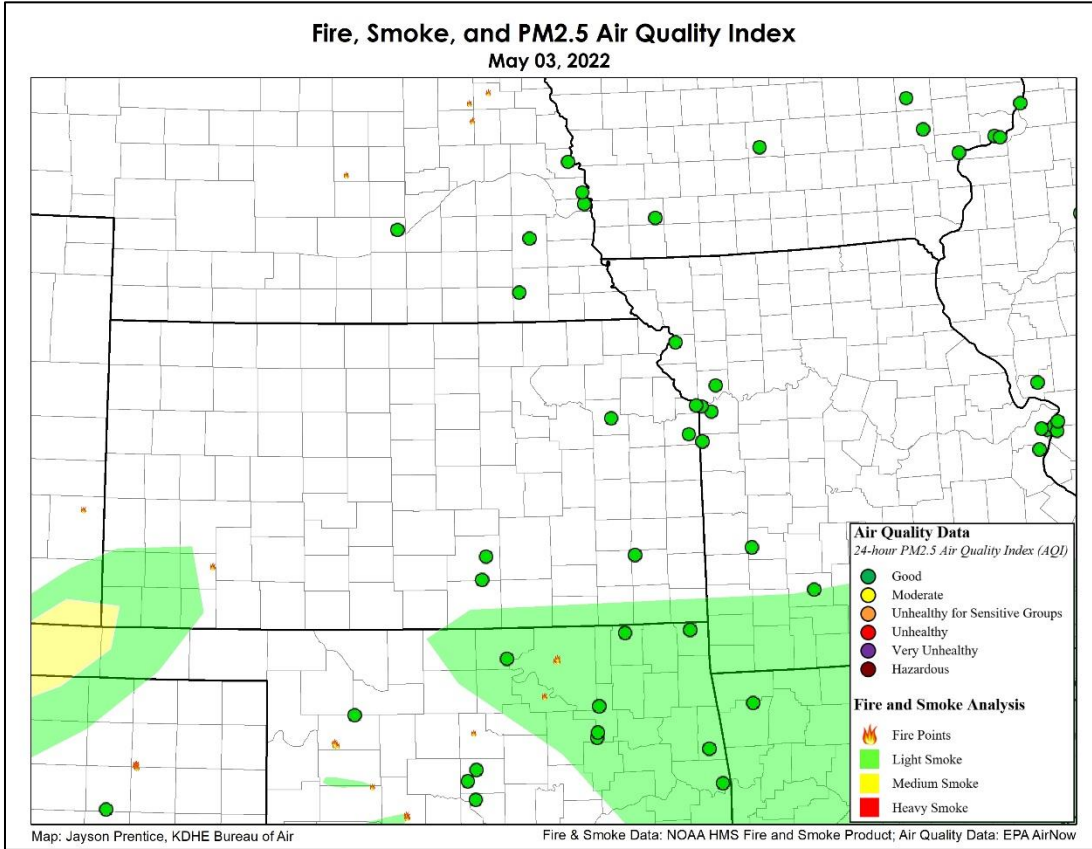 Fire, Smoke, and PM2.5 Air Quality Index
May 03, 2022
Air Quality Data
24-hour PM2.5 Air Quality Index (AQI)
Good
Moderate
Unhealthy for Sensitive Groups
Unhealthy
Very Unhealthy
Hazardous
Fire and Smoke Analysis
Fire Points
Light Smoke
Medium Smoke
Heavy Smoke
Map: Jayson Prentice, KDHE Bureau of Air
Fire & Smoke Data: NOAA HMS Fire and Smoke Product; Air Quality Data: EPA AirNow